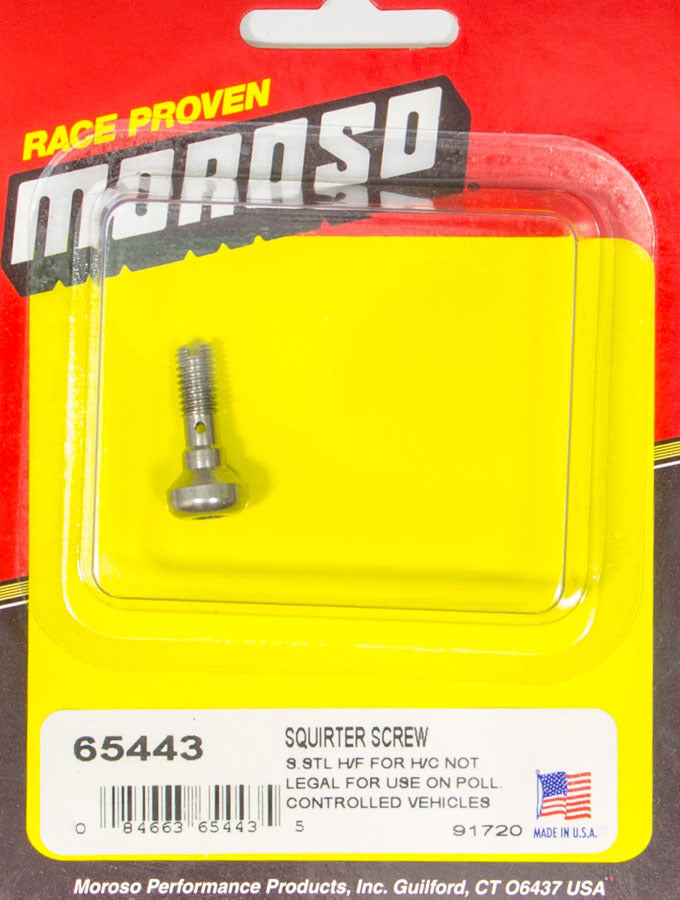 RACE PROVEN
MOROSO
65443
SQUIRTER SCREW
S.STL H/F FOR H/C NOT
LEGAL FOR USE ON POLL.
CONTROLLED VEHICLES
0 84663 65443 5
91720
MADE IN U.S.A.
Moroso Performance Products, Inc. Guilford, CT 06437 USA